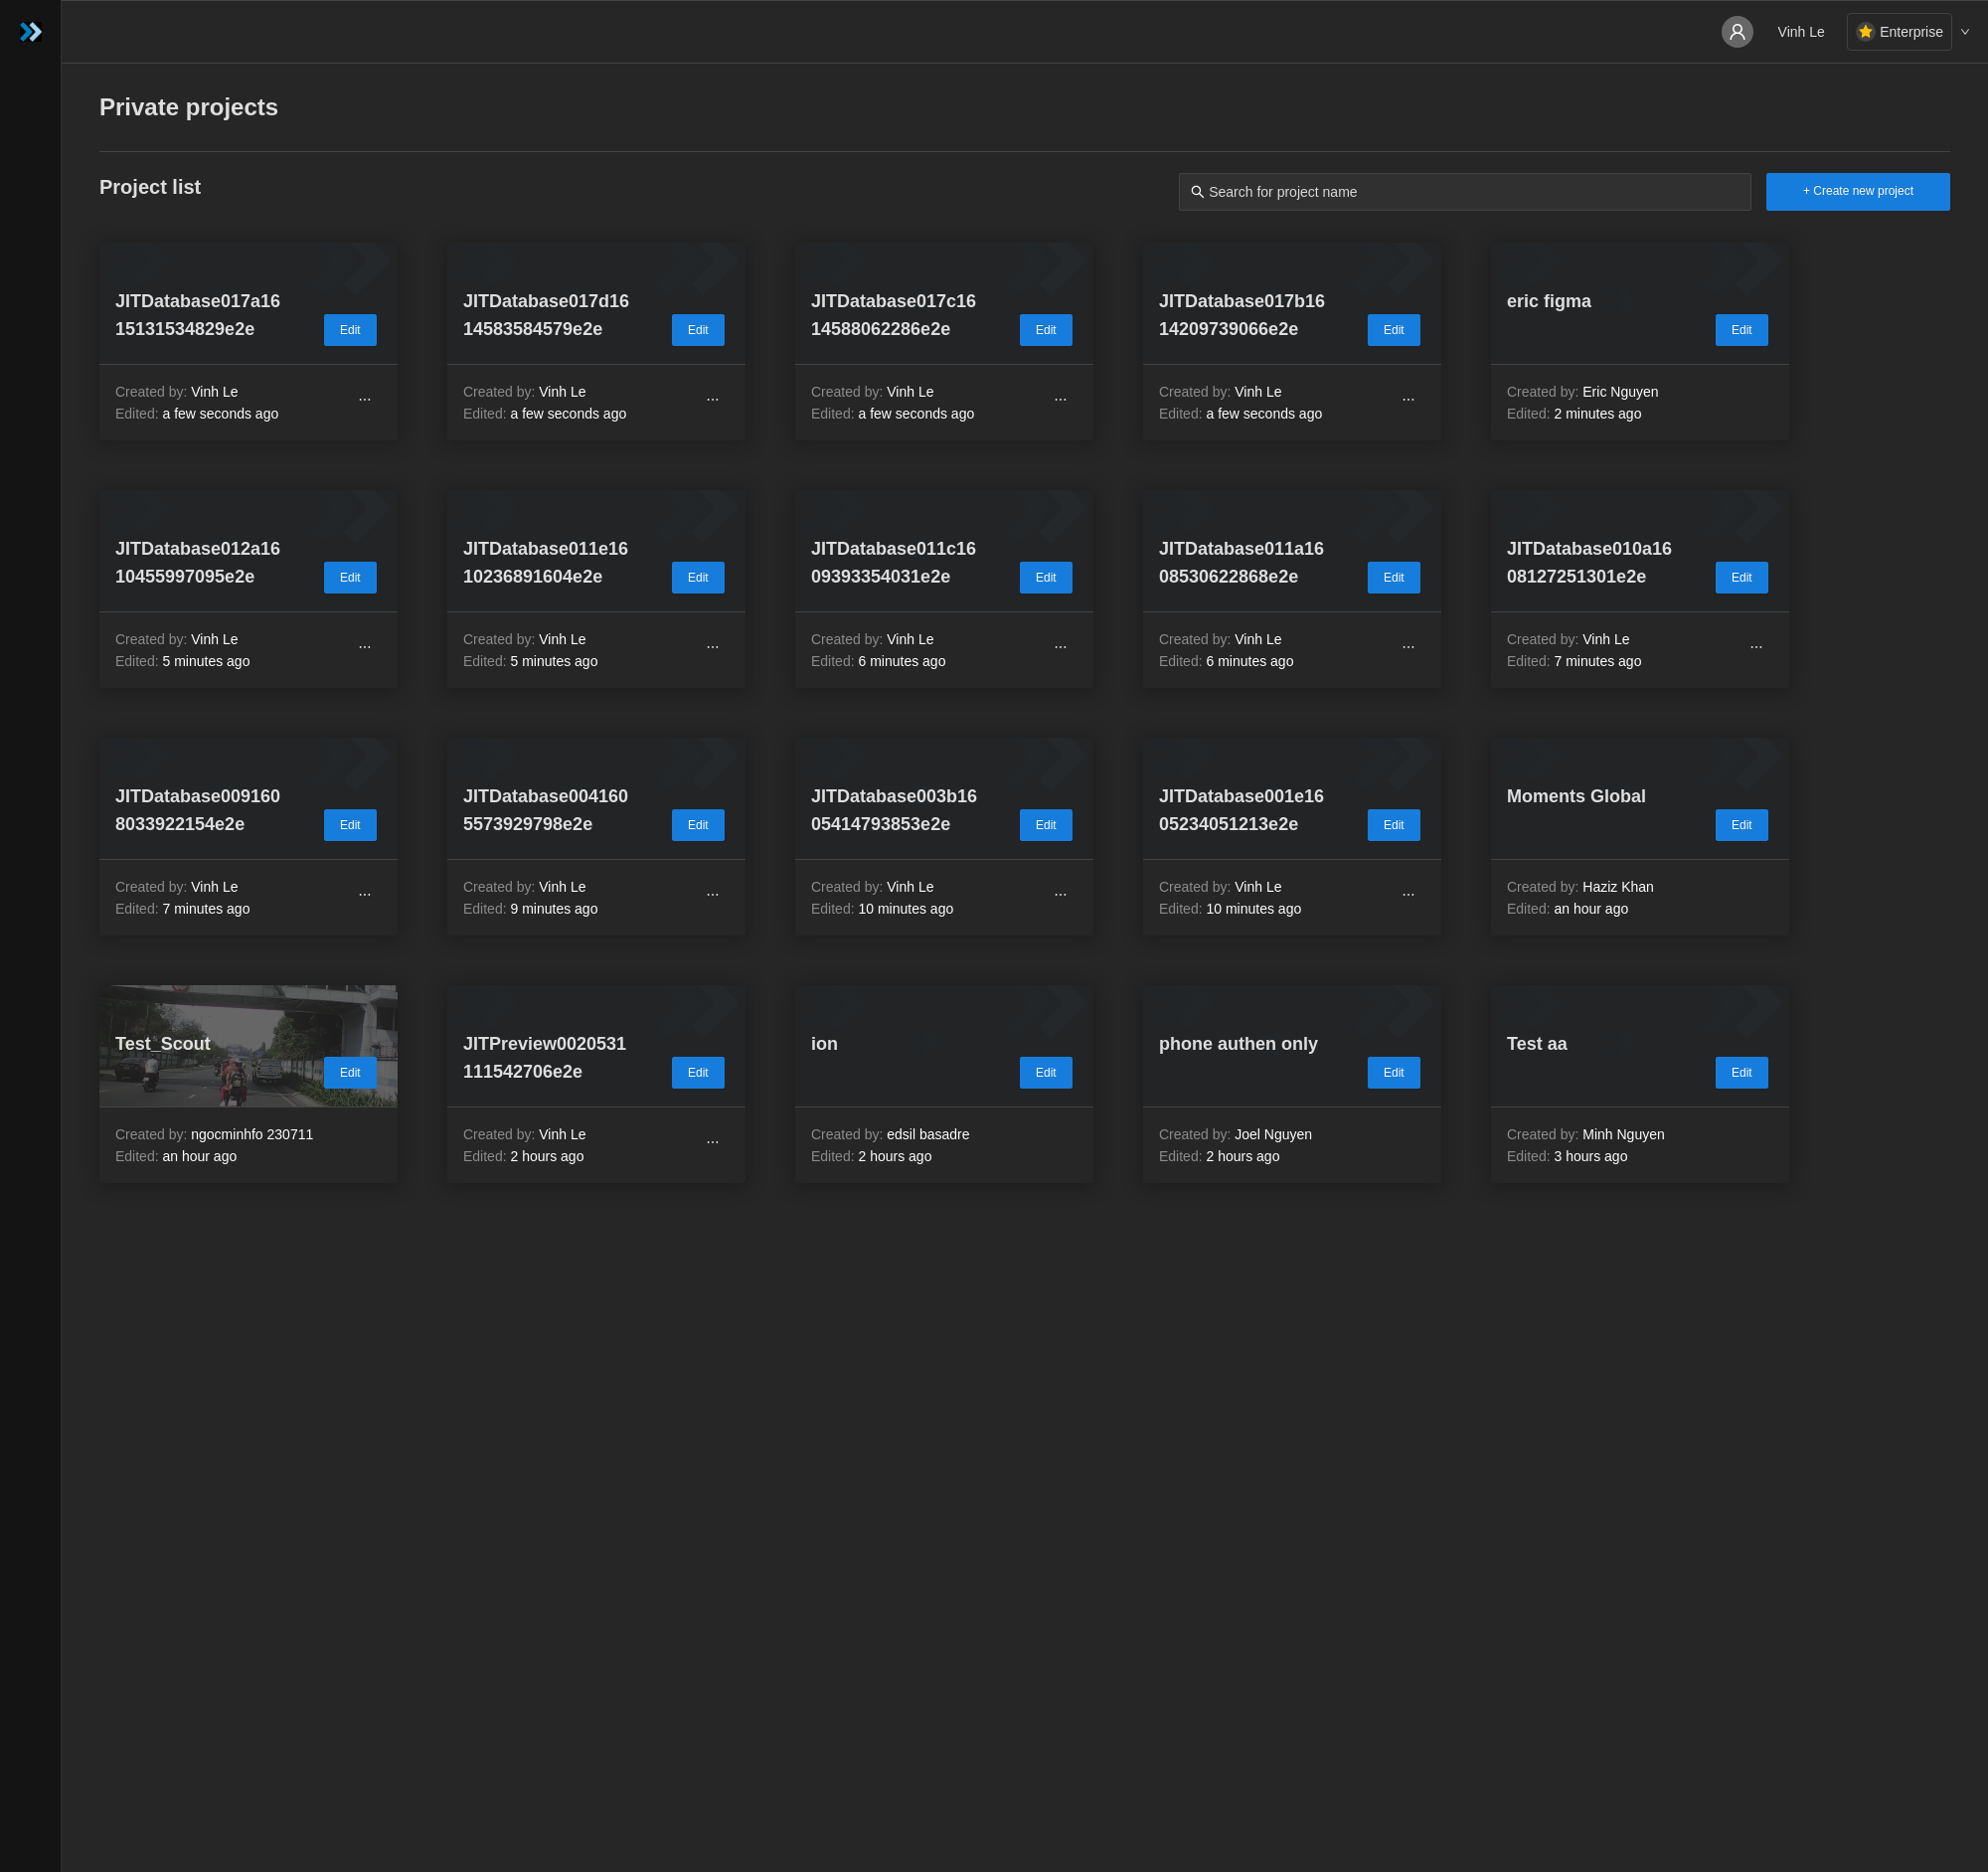 Vinh Le
Enterprise
Private projects
Project list
Search for project name
+ Create new project
JITDatabase017a16
15131534829e2e
Edit
Created by: Vinh Le
...
Edited: a few seconds ago
JITDatabase017d16
14583584579e2e
Edit
Created by: Vinh Le
...
Edited: a few seconds ago
JITDatabase017c16
14588062286e2e
Edit
Created by: Vinh Le
...
Edited: a few seconds ago
JITDatabase017b16
14209739066e2e
Edit
Created by: Vinh Le
...
Edited: a few seconds ago
eric figma
Edit
Created by: Eric Nguyen
Edited: 2 minutes ago
JITDatabase012a16
10455997095e2e
Edit
Created by: Vinh Le
...
Edited: 5 minutes ago
JITDatabase011e16
10236891604e2e
Edit
Created by: Vinh Le
...
Edited: 5 minutes ago
JITDatabase011c16
09393354031e2e
Edit
Created by: Vinh Le
...
Edited: 6 minutes ago
JITDatabase011a16
08530622868e2e
Edit
Created by: Vinh Le
...
Edited: 6 minutes ago
JITDatabase010a16
08127251301e2e
Edit
Created by: Vinh Le
...
Edited: 7 minutes ago
JITDatabase009160
8033922154e2e
Edit
Created by: Vinh Le
...
Edited: 7 minutes ago
JITDatabase004160
5573929798e2e
Edit
Created by: Vinh Le
...
Edited: 9 minutes ago
JITDatabase003b16
05414793853e2e
Edit
Created by: Vinh Le
...
Edited: 10 minutes ago
JITDatabase001e16
05234051213e2e
Edit
Created by: Vinh Le
...
Edited: 10 minutes ago
Moments Global
Edit
Created by: Haziz Khan
Edited: an hour ago
Test_Scout
Edit
Created by: ngocminhfo 230711
Edited: an hour ago
JITPreview0020531
111542706e2e
Edit
Created by: Vinh Le
...
Edited: 2 hours ago
ion
Edit
Created by: edsil basadre
Edited: 2 hours ago
phone authen only
Edit
Created by: Joel Nguyen
Edited: 2 hours ago
Test aa
Edit
Created by: Minh Nguyen
Edited: 3 hours ago